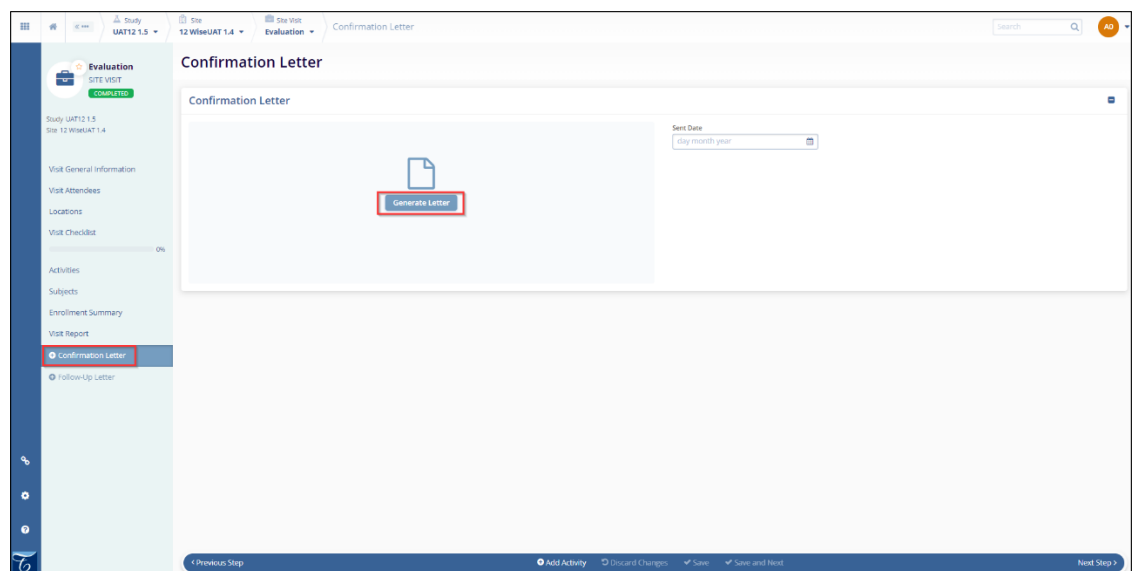 Study
UAT12 1.5
Site
12 WiseUAT 1.4
Site Visit
Evaluation
Confirmation Letter
Search
AD
Evaluation
SITE VISIT
COMPLETED
Study UAT12 1.5
Site 12 WiseUAT 1.4
Visit General Information
Visit Attendees
Locations
Visit Checklist
0%
Activities
Subjects
Enrollment Summary
Visit Report
Confirmation Letter
Follow-Up Letter
Confirmation Letter
Confirmation Letter
Generate Letter
Sent Date
day month year
Previous Step
Add Activity
Discard Changes
Save
Save and Next
Next Step